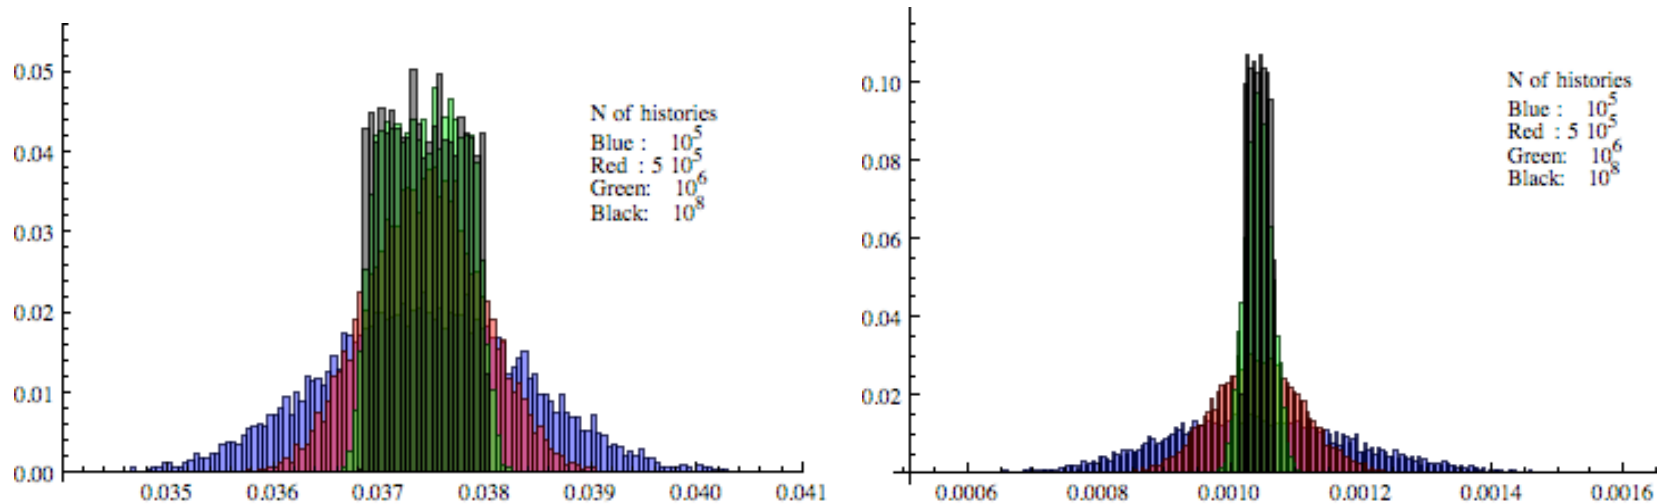 0.05
0.04
0.03
0.02
0.01
0.00
0.035 0.036 0.037 0.038 0.039 0.040 0.041
N of histories
Blue : 10^5
Red : 5 10^5
Green: 10^6
Black: 10^8
0.10
0.08
0.06
0.04
0.02
0.0006 0.0008 0.0010 0.0012 0.0014 0.0016
N of histories
Blue : 10^5
Red : 5 10^5
Green: 10^6
Black: 10^8